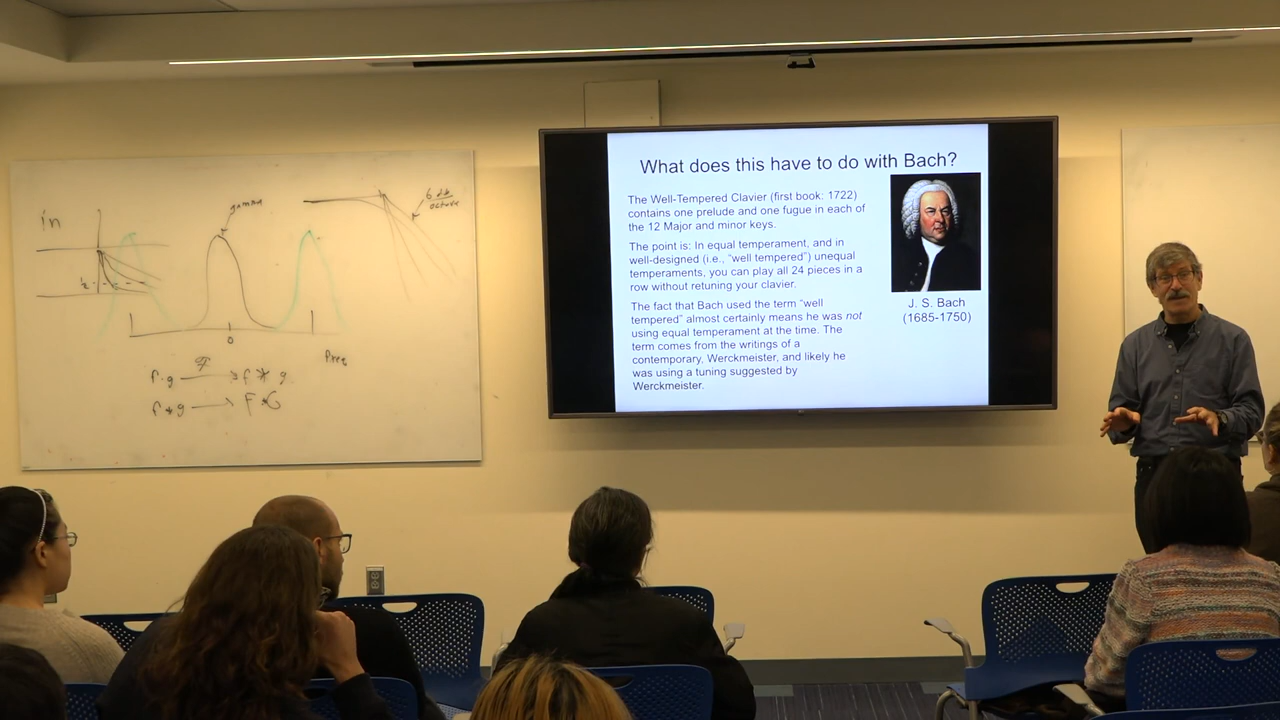 in
gamma
6 db
octave
½
0
freq
f·g → f * g
f * g → F·G
What does this have to do with Bach?
The Well-Tempered Clavier (first book: 1722)
contains one prelude and one fugue in each of
the 12 Major and minor keys.
The point is: In equal temperament, and in
well-designed (i.e., “well tempered”) unequal
temperaments, you can play all 24 pieces in a
row without retuning your clavier.
The fact that Bach used the term “well
tempered” almost certainly means he was not
using equal temperament at the time. The
term comes from the writings of a
contemporary, Werckmeister, and likely he
was using a tuning suggested by
Werckmeister.
J. S. Bach
(1685-1750)